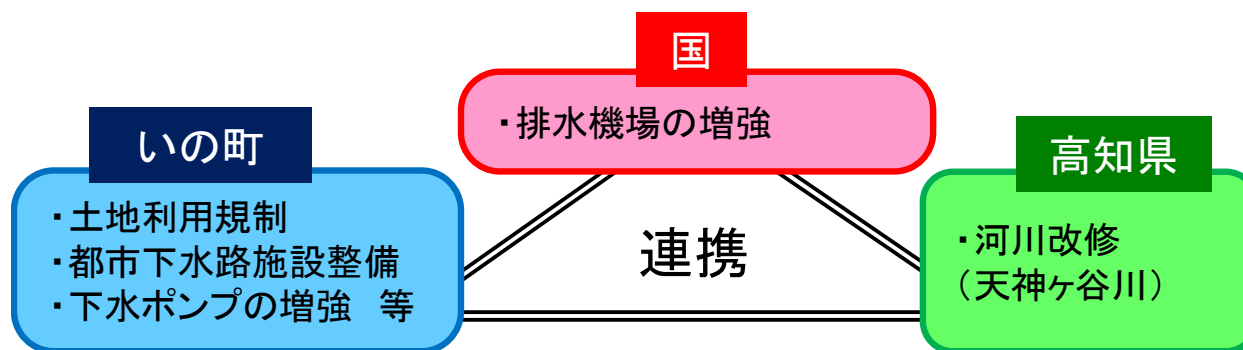 国
・排水機場の増強
いの町
・土地利用規制
・都市下水路施設整備
・下水ポンプの増強　等
連携
高知県
・河川改修
（天神ヶ谷川）